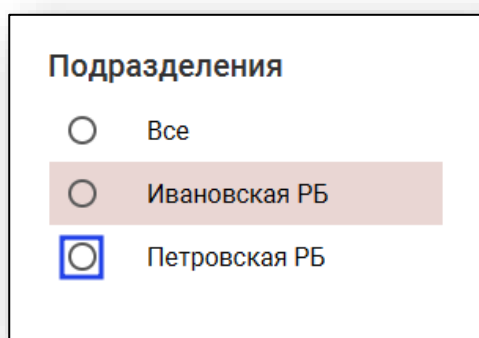 Подразделения
Все
Ивановская РБ
Петровская РБ